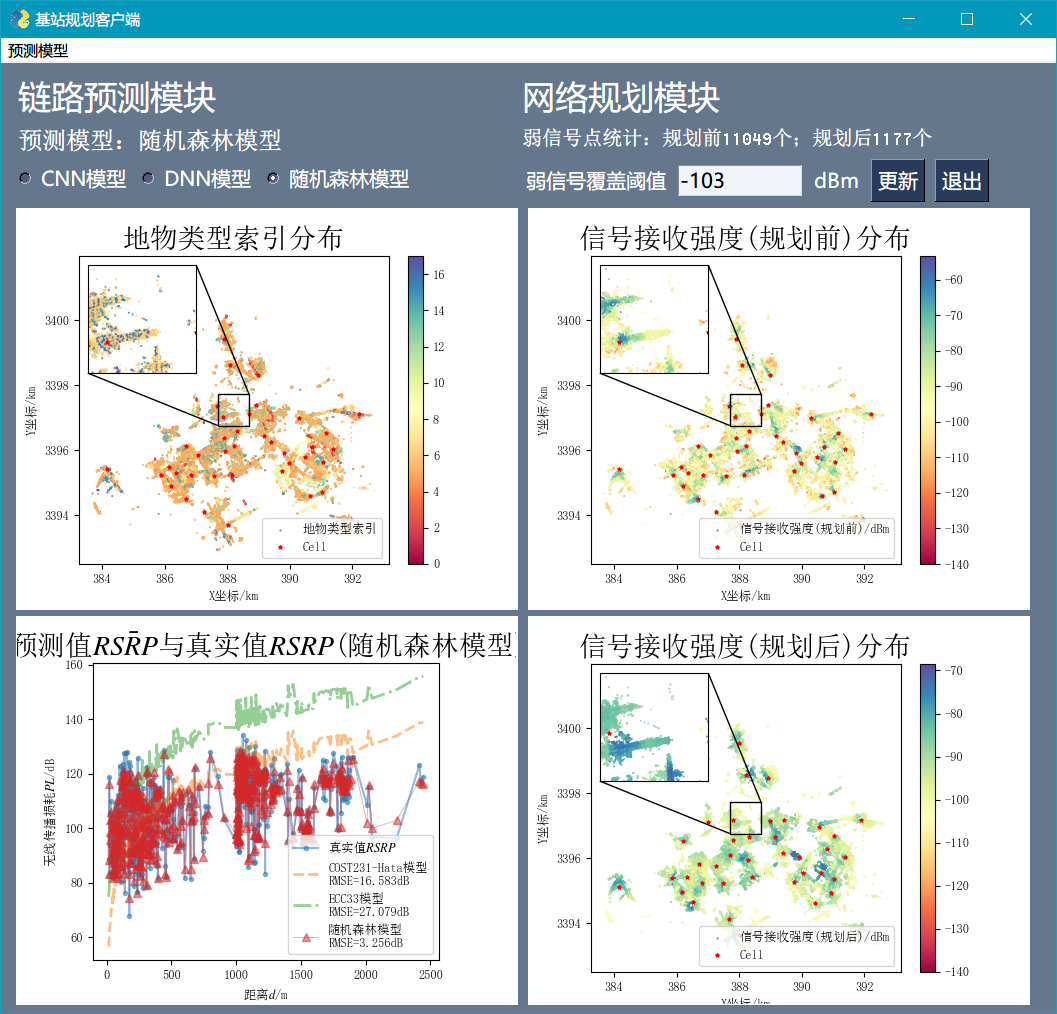 基站规划客户端
预测模型
链路预测模块
预测模型：随机森林模型
CNN模型 DNN模型 随机森林模型
网络规划模块
弱信号点统计：规划前11049个；规划后1177个
弱信号覆盖阈值 -103 dBm 更新 退出
地物类型索引分布
Y坐标/km
3400
3398
3396
3394
384 386 388 390 392
X坐标/km
地物类型索引
Cell
16
14
12
10
8
6
4
2
0
信号接收强度(规划前)分布
Y坐标/km
3400
3398
3396
3394
384 386 388 390 392
X坐标/km
信号接收强度(规划前)/dBm
Cell
−60
−70
−80
−90
−100
−110
−120
−130
−140
预测值RSR̄P与真实值RSRP(随机森林模型)
无线传播损耗PL/dB
160
140
120
100
80
60
0 500 1000 1500 2000 2500
距离d/m
真实值RSRP
COST231-Hata模型
RMSE=16.583dB
ECC33模型
RMSE=27.079dB
随机森林模型
RMSE=3.256dB
信号接收强度(规划后)分布
Y坐标/km
3400
3398
3396
3394
384 386 388 390 392
X坐标/km
信号接收强度(规划后)/dBm
Cell
−70
−80
−90
−100
−110
−120
−130
−140